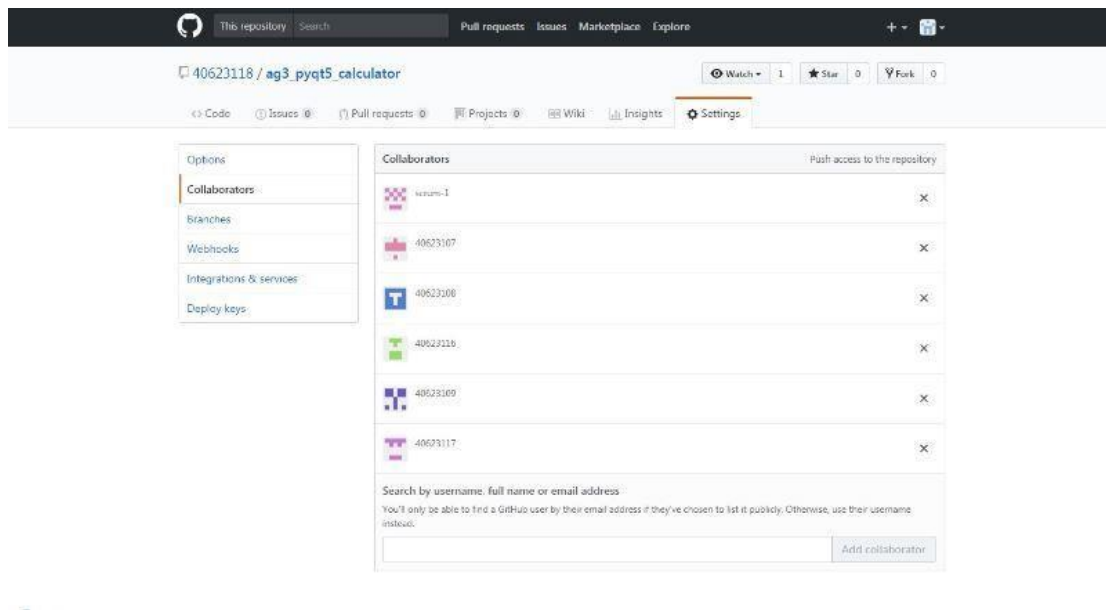 This repository Search Pull requests Issues Marketplace Explore
40623118 / ag3_pyqt5_calculator Watch 1 Star 0 Fork 0
Code Issues 0 Pull requests 0 Projects 0 Wiki Insights Settings
Options
Collaborators
Branches
Webhooks
Integrations & services
Deploy keys
Collaborators Push access to the repository
scrum-1
40623107
40623108
40623116
40623109
40623117
Search by username, full name or email address
You'll only be able to find a GitHub user by their email address if they've chosen to list it publicly. Otherwise, use their username
instead.
Add collaborator